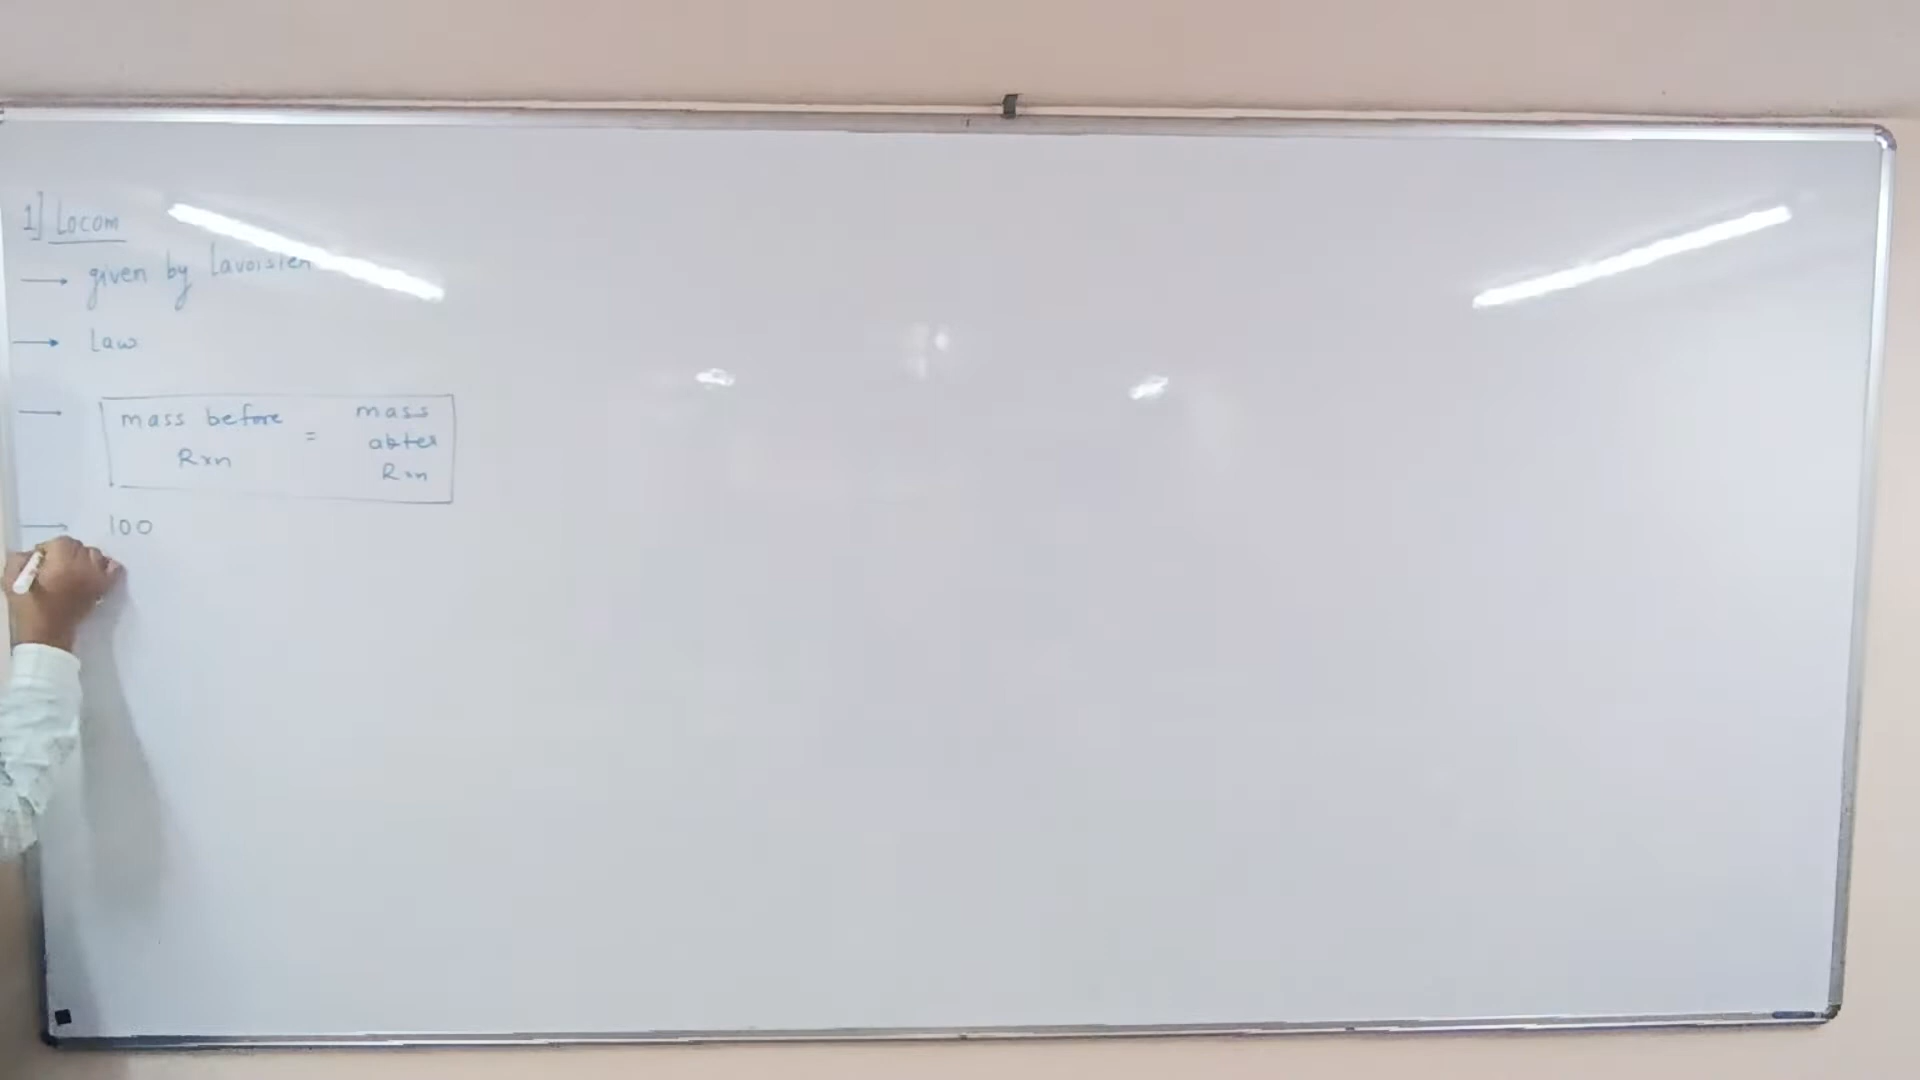 1] Locom
→ given by Lavoisier
→ Law
mass before Rxn = mass after Rxn
→ 100